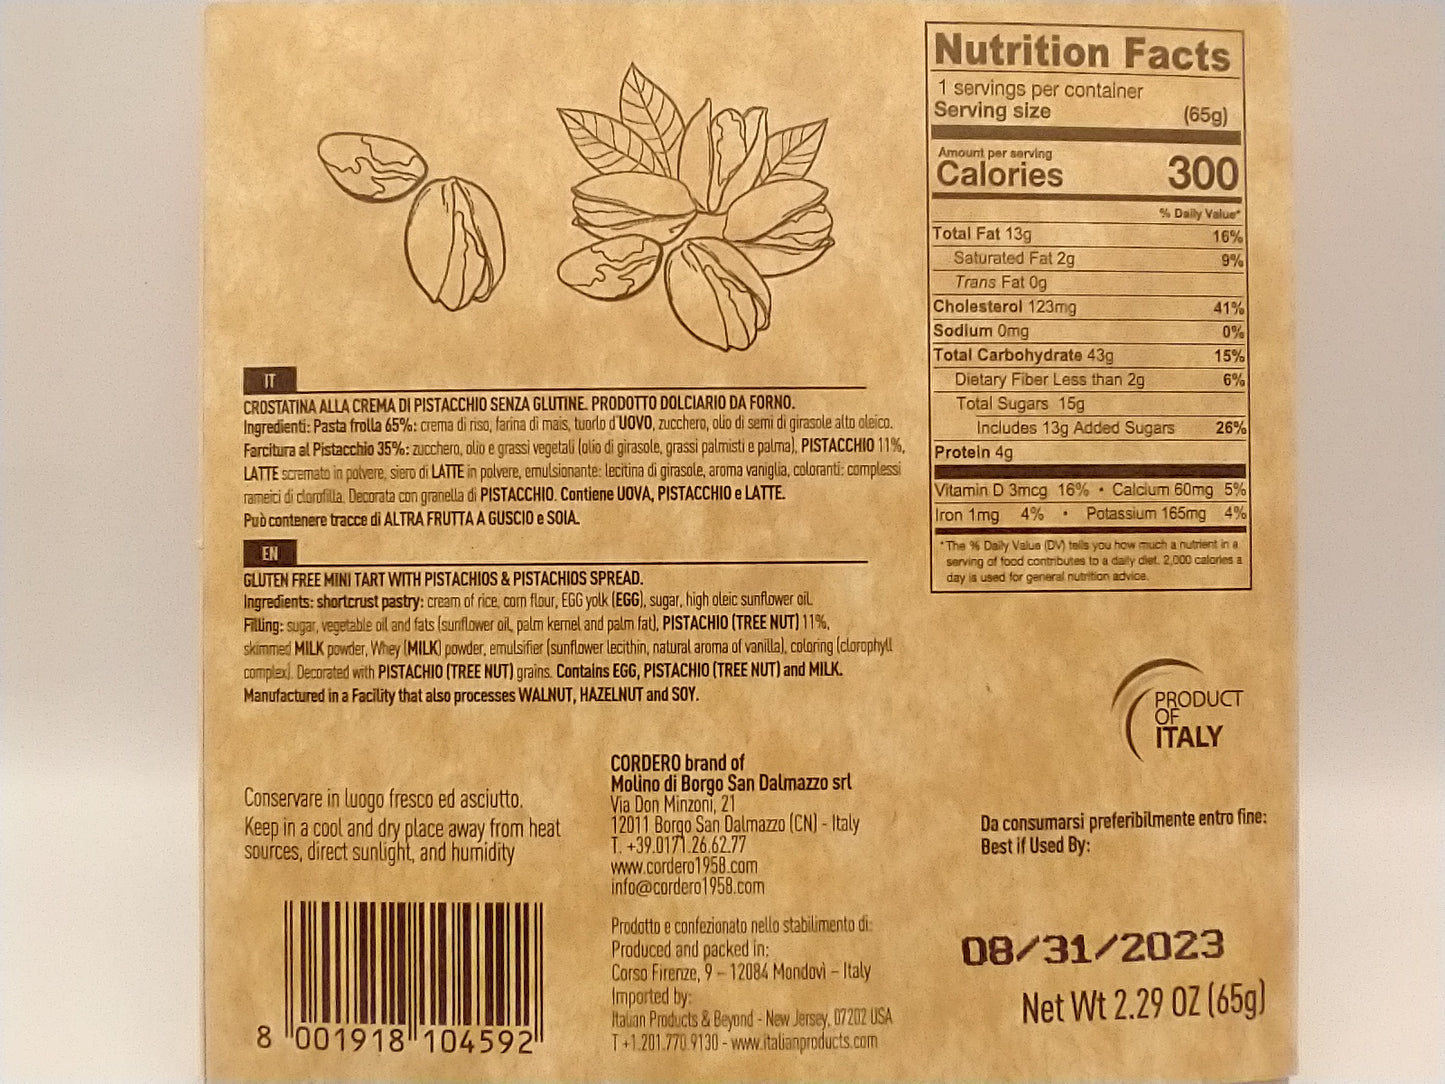 IT
CROSTATINA ALLA CREMA DI PISTACCHIO SENZA GLUTINE. PRODOTTO DOLCIARIO DA FORNO.
Ingredienti: Pasta frolla 65%: crema di riso, farina di mais, tuorlo d'UOVO, zucchero, olio di semi di girasole alto oleico.
Farcitura al Pistacchio 35%: zucchero, olio e grassi vegetali (olio di girasole, grassi palmisti e palma), PISTACCHIO 11%,
LATTE scremato in polvere, siero di LATTE in polvere, emulsionante: lecitina di girasole, aroma vaniglia, coloranti: complessi
rameici di clorofilla. Decorata con granella di PISTACCHIO. Contiene UOVA, PISTACCHIO e LATTE.
Può contenere tracce di ALTRA FRUTTA A GUSCIO e SOIA.
EN
GLUTEN FREE MINI TART WITH PISTACHIOS & PISTACHIOS SPREAD.
Ingredients: shortcrust pastry: cream of rice, corn flour, EGG yolk (EGG), sugar, high oleic sunflower oil.
Filling: sugar, vegetable oil and fats (sunflower oil, palm kernel and palm fat), PISTACHIO (TREE NUT) 11%,
skimmed MILK powder, Whey (MILK) powder, emulsifier (sunflower lecithin, natural aroma of vanilla), coloring (clorophyll
complex). Decorated with PISTACHIO (TREE NUT) grains. Contains EGG, PISTACHIO (TREE NUT) and MILK.
Manufactured in a Facility that also processes WALNUT, HAZELNUT and SOY.
Nutrition Facts
1 servings per container
Serving size (65g)
Amount per serving
Calories 300
% Daily Value*
Total Fat 13g 16%
Saturated Fat 2g 9%
Trans Fat 0g
Cholesterol 123mg 41%
Sodium 0mg 0%
Total Carbohydrate 43g 15%
Dietary Fiber Less than 2g 6%
Total Sugars 15g
Includes 13g Added Sugars 26%
Protein 4g
Vitamin D 3mcg 16% • Calcium 60mg 5%
Iron 1mg 4% • Potassium 165mg 4%
*The % Daily Value (DV) tells you how much a nutrient in a
serving of food contributes to a daily diet. 2,000 calories a
day is used for general nutrition advice.
PRODUCT
OF
ITALY
Conservare in luogo fresco ed asciutto.
Keep in a cool and dry place away from heat
sources, direct sunlight, and humidity
8 001918 104592
CORDERO brand of
Molino di Borgo San Dalmazzo srl
Via Don Minzoni, 21
12011 Borgo San Dalmazzo (CN) - Italy
T. +39.0171.26.62.77
www.cordero1958.com
info@cordero1958.com
Prodotto e confezionato nello stabilimento di:
Produced and packed in:
Corso Firenze, 9 – 12084 Mondovì – Italy
Imported by:
Italian Products & Beyond - New Jersey, 07202 USA
T +1.201.770.9130 - www.italianproducts.com
Da consumarsi preferibilmente entro fine:
Best if Used By:
08/31/2023
Net Wt 2.29 OZ (65g)